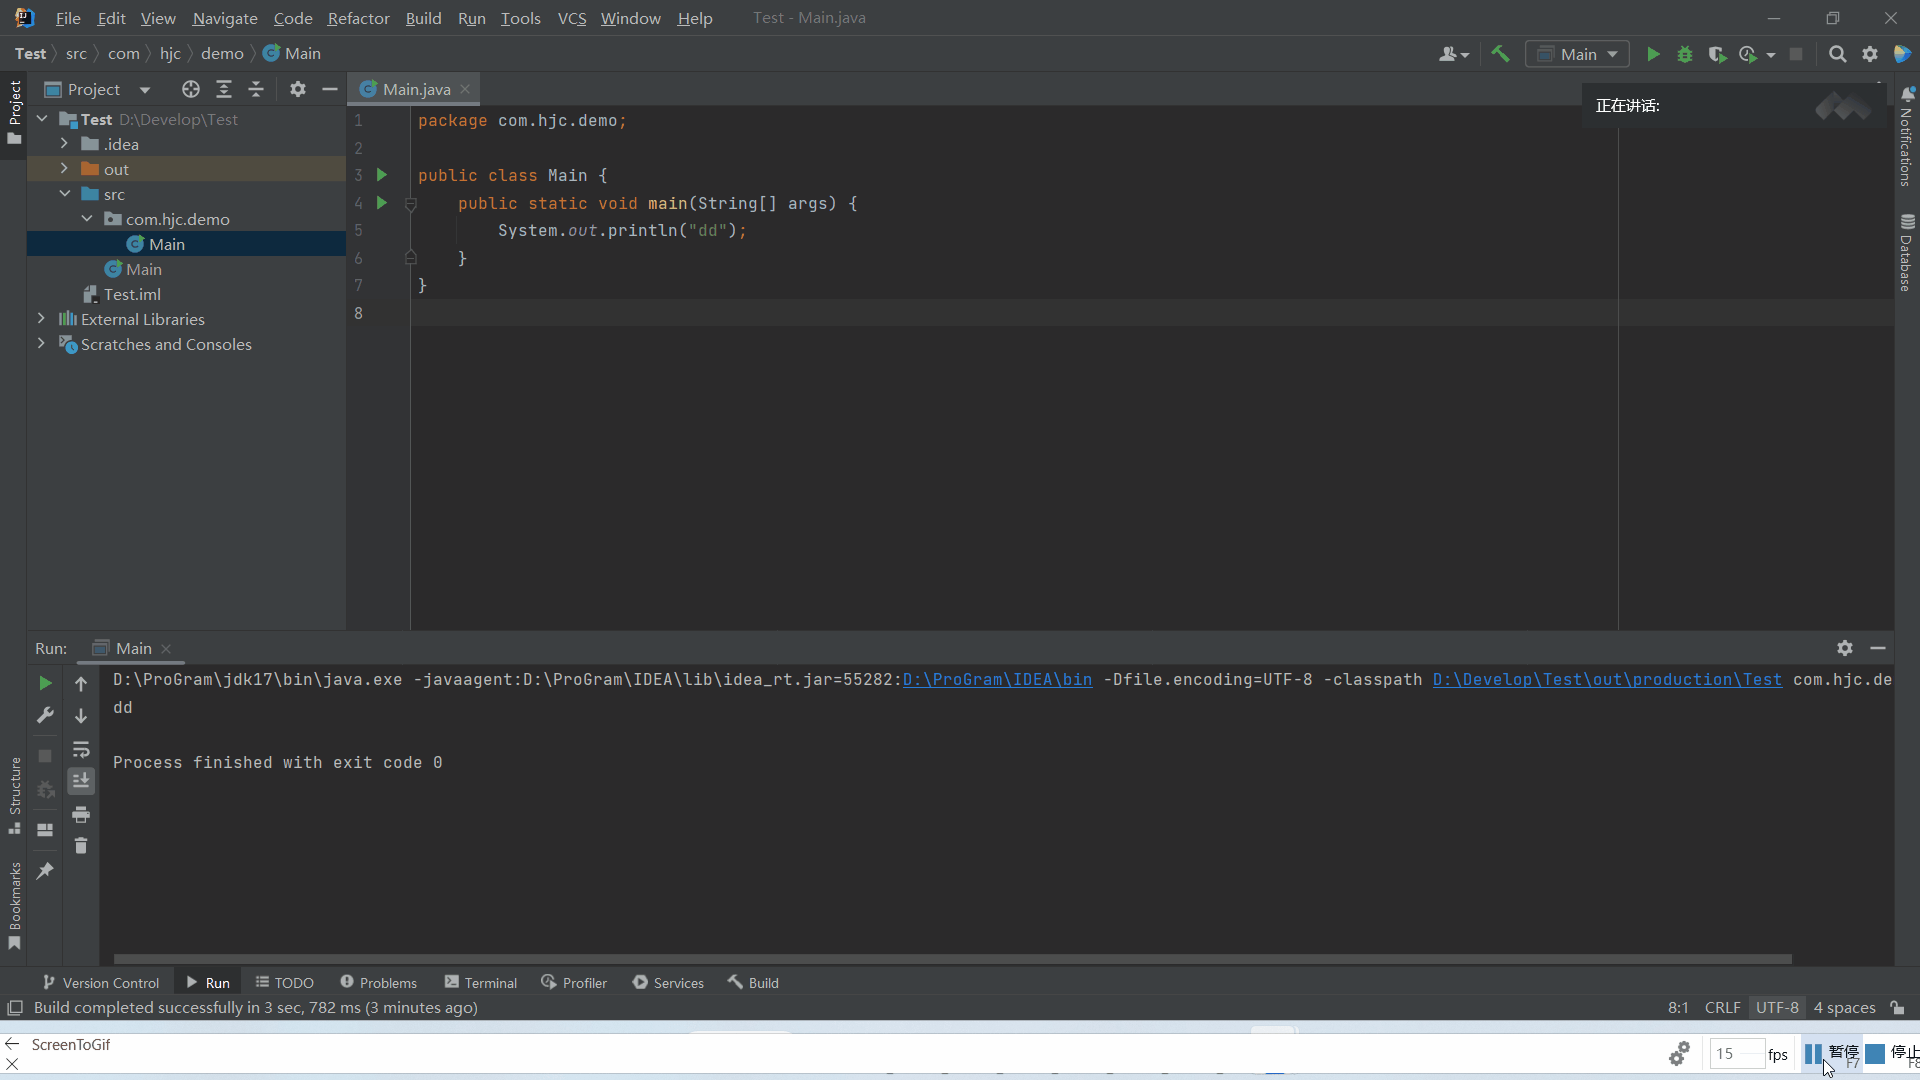 File Edit View Navigate Code Refactor Build Run Tools VCS Window Help Test - Main.java
Test src com hjc demo Main
Main
Project
Main.java
正在讲话:
Project
Notifications
Database
Structure
Bookmarks
Test D:\Develop\Test
.idea
out
src
com.hjc.demo
Main
Main
Test.iml
External Libraries
Scratches and Consoles
1 package com.hjc.demo;
2
3 public class Main {
4 public static void main(String[] args) {
5 System.out.println("dd");
6 }
7 }
8
Run: Main
D:\ProGram\jdk17\bin\java.exe -javaagent:D:\ProGram\IDEA\lib\idea_rt.jar=55282:D:\ProGram\IDEA\bin -Dfile.encoding=UTF-8 -classpath D:\Develop\Test\out\production\Test com.hjc.de
dd
Process finished with exit code 0
Version Control Run TODO Problems Terminal Profiler Services Build
Build completed successfully in 3 sec, 782 ms (3 minutes ago)
8:1 CRLF UTF-8 4 spaces
ScreenToGif
15 fps 暂停 F7 停止 F8